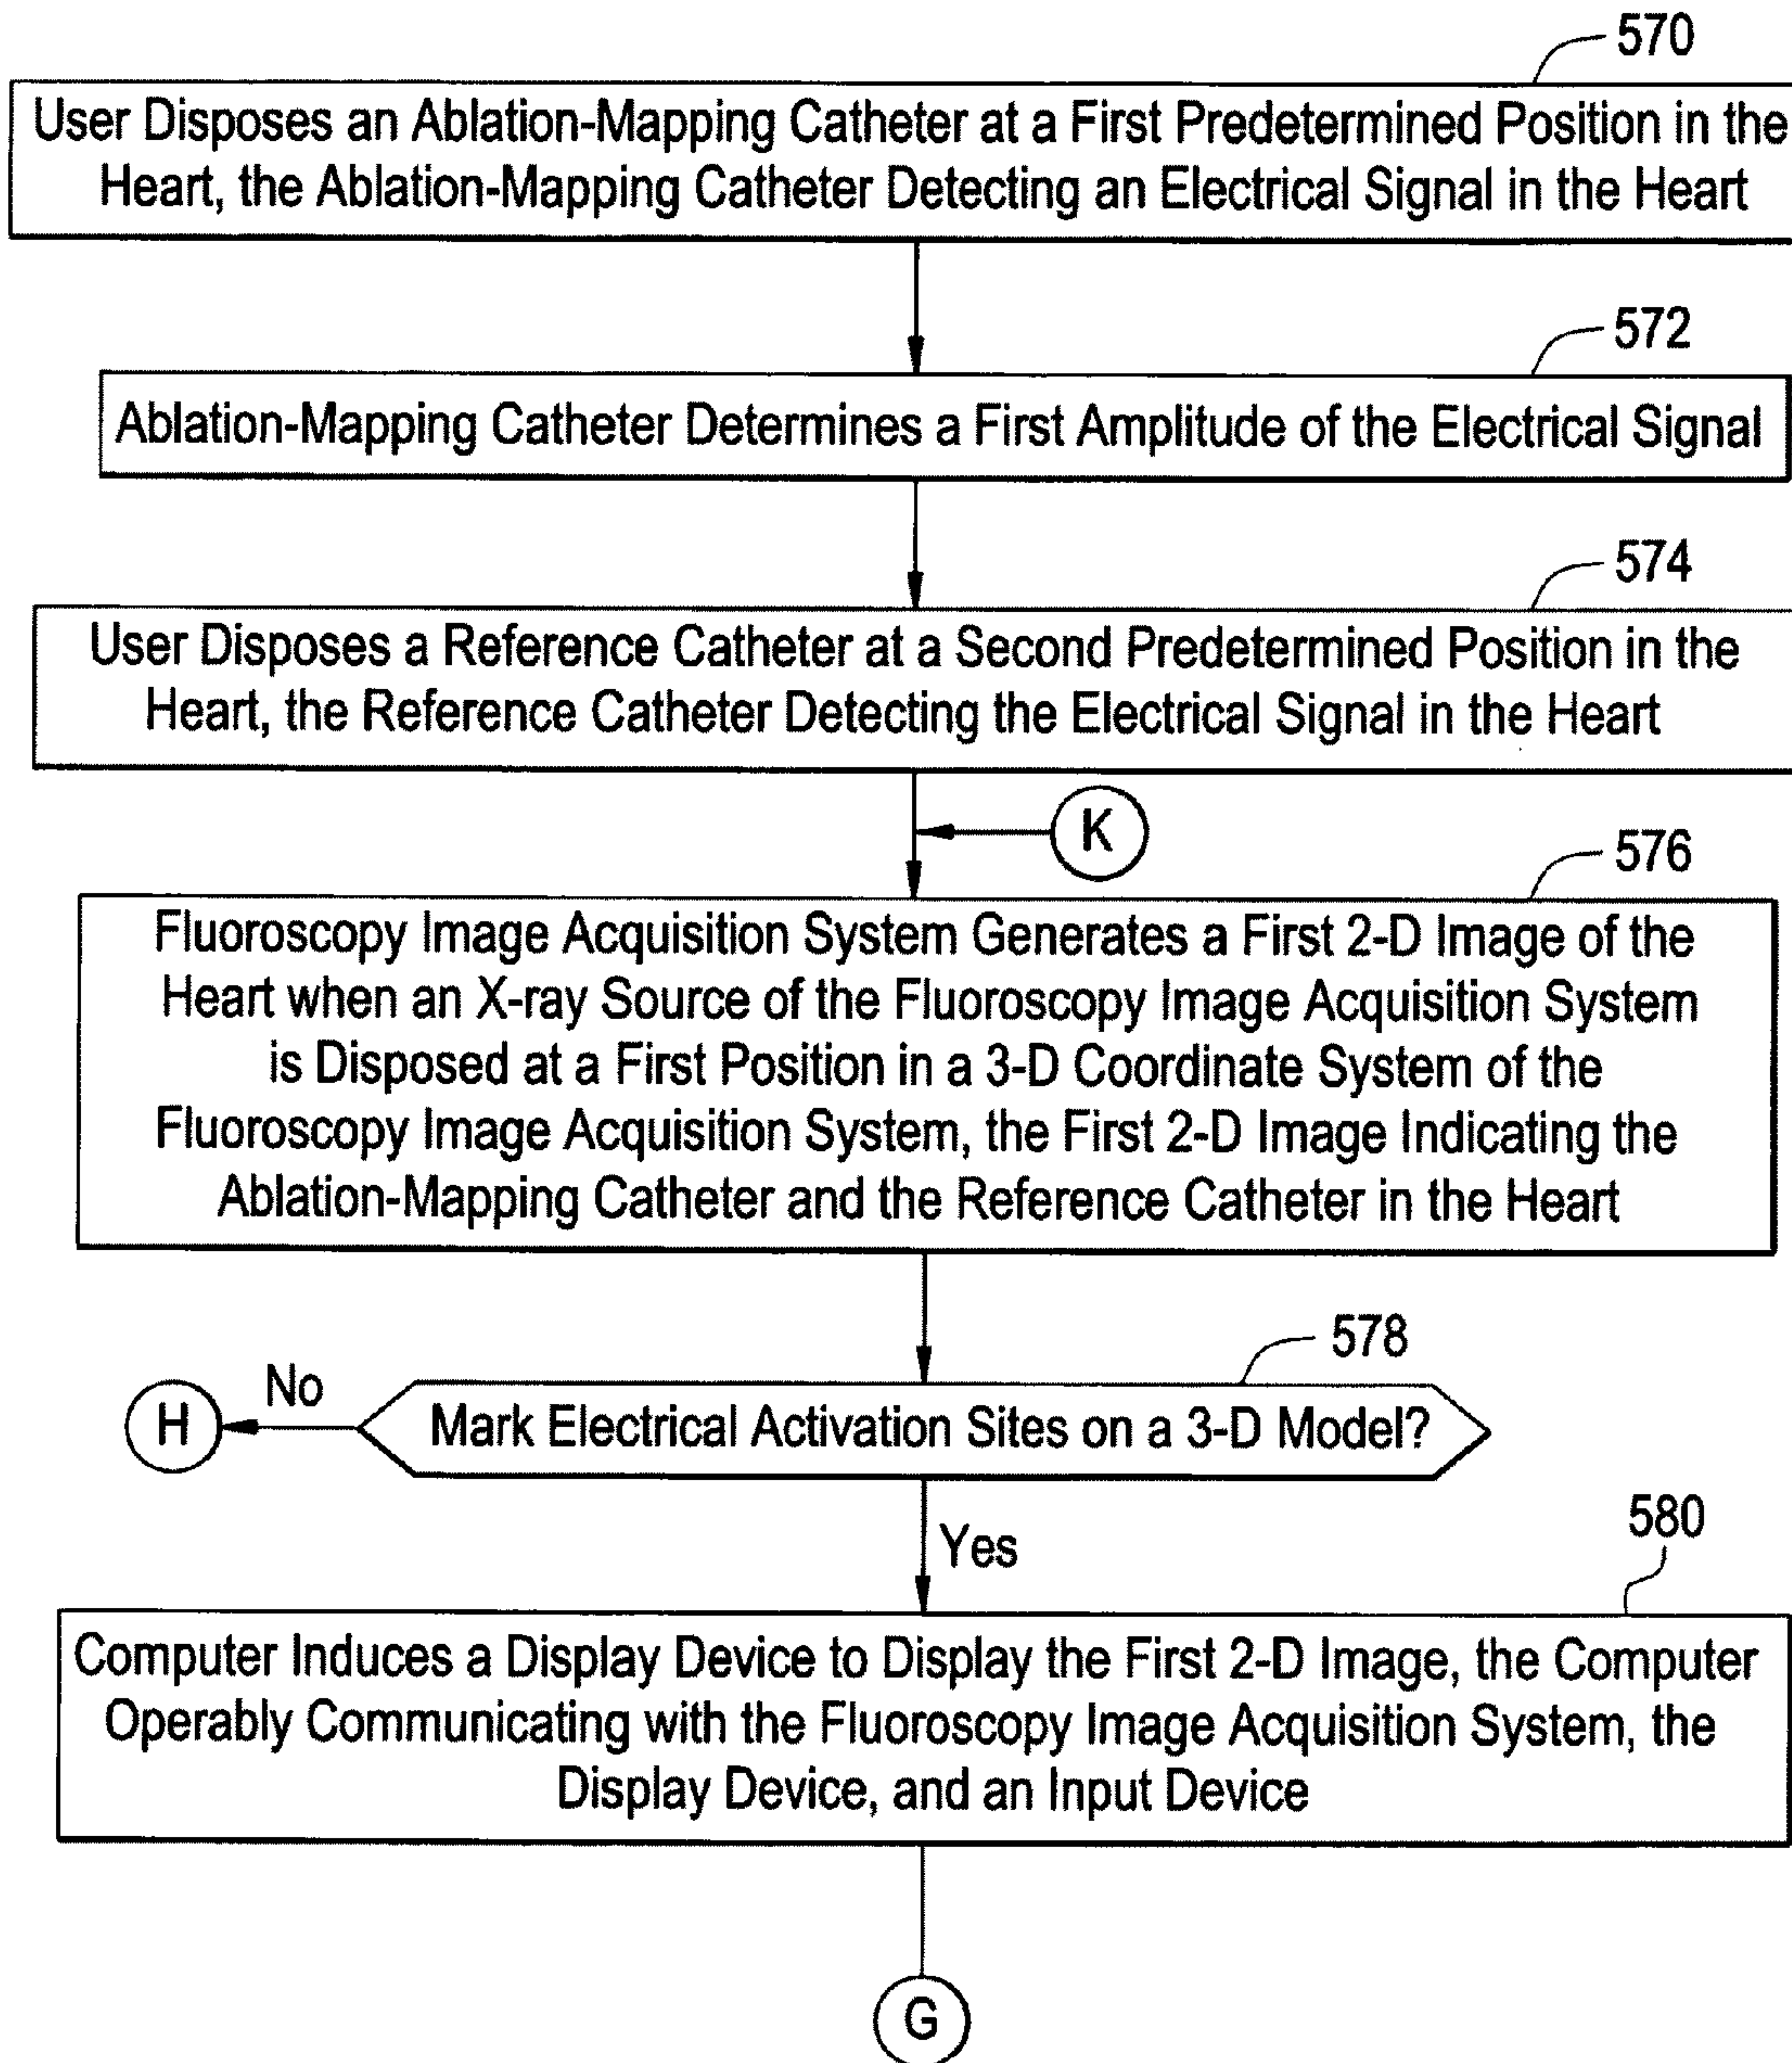 570
User Disposes an Ablation-Mapping Catheter at a First Predetermined Position in the
Heart, the Ablation-Mapping Catheter Detecting an Electrical Signal in the Heart
572
Ablation-Mapping Catheter Determines a First Amplitude of the Electrical Signal
574
User Disposes a Reference Catheter at a Second Predetermined Position in the
Heart, the Reference Catheter Detecting the Electrical Signal in the Heart
K
576
Fluoroscopy Image Acquisition System Generates a First 2-D Image of the
Heart when an X-ray Source of the Fluoroscopy Image Acquisition System
is Disposed at a First Position in a 3-D Coordinate System of the
Fluoroscopy Image Acquisition System, the First 2-D Image Indicating the
Ablation-Mapping Catheter and the Reference Catheter in the Heart
578
H
No
Mark Electrical Activation Sites on a 3-D Model?
Yes
580
Computer Induces a Display Device to Display the First 2-D Image, the Computer
Operably Communicating with the Fluoroscopy Image Acquisition System, the
Display Device, and an Input Device
G